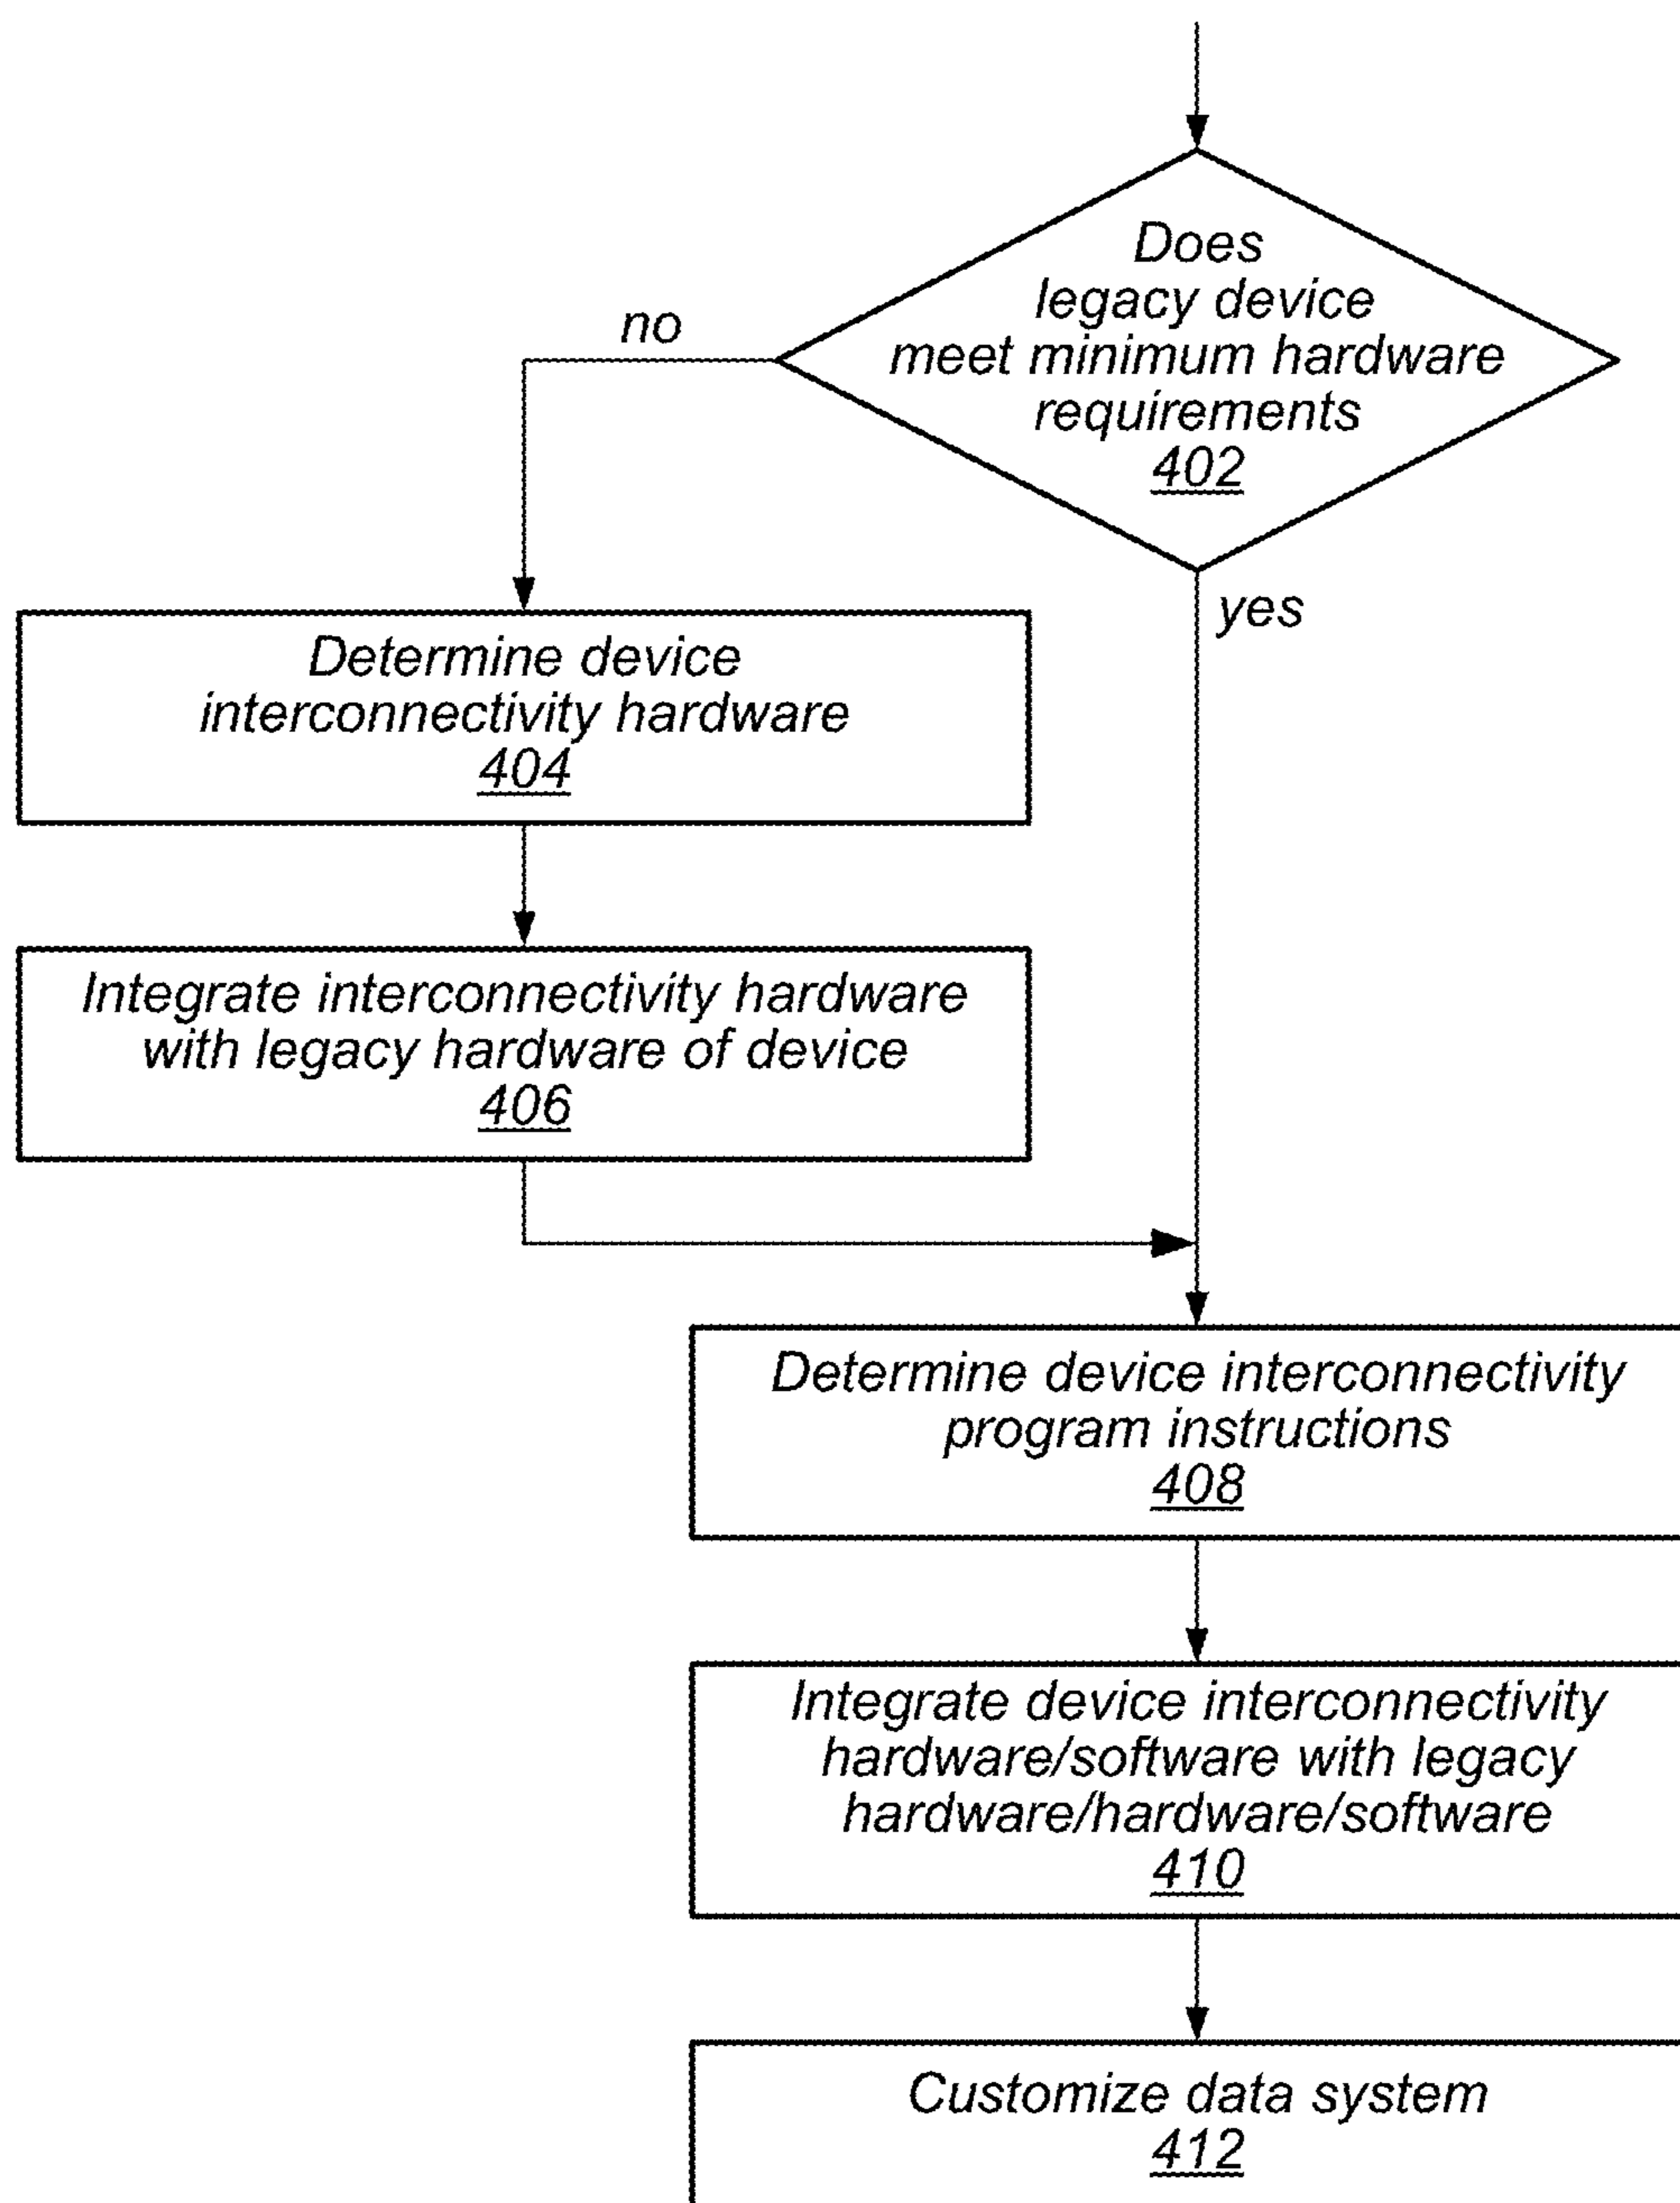 Does
legacy device
meet minimum hardware
requirements
402
no
yes
Determine device
interconnectivity hardware
404
Integrate interconnectivity hardware
with legacy hardware of device
406
Determine device interconnectivity
program instructions
408
Integrate device interconnectivity
hardware/software with legacy
hardware/hardware/software
410
Customize data system
412